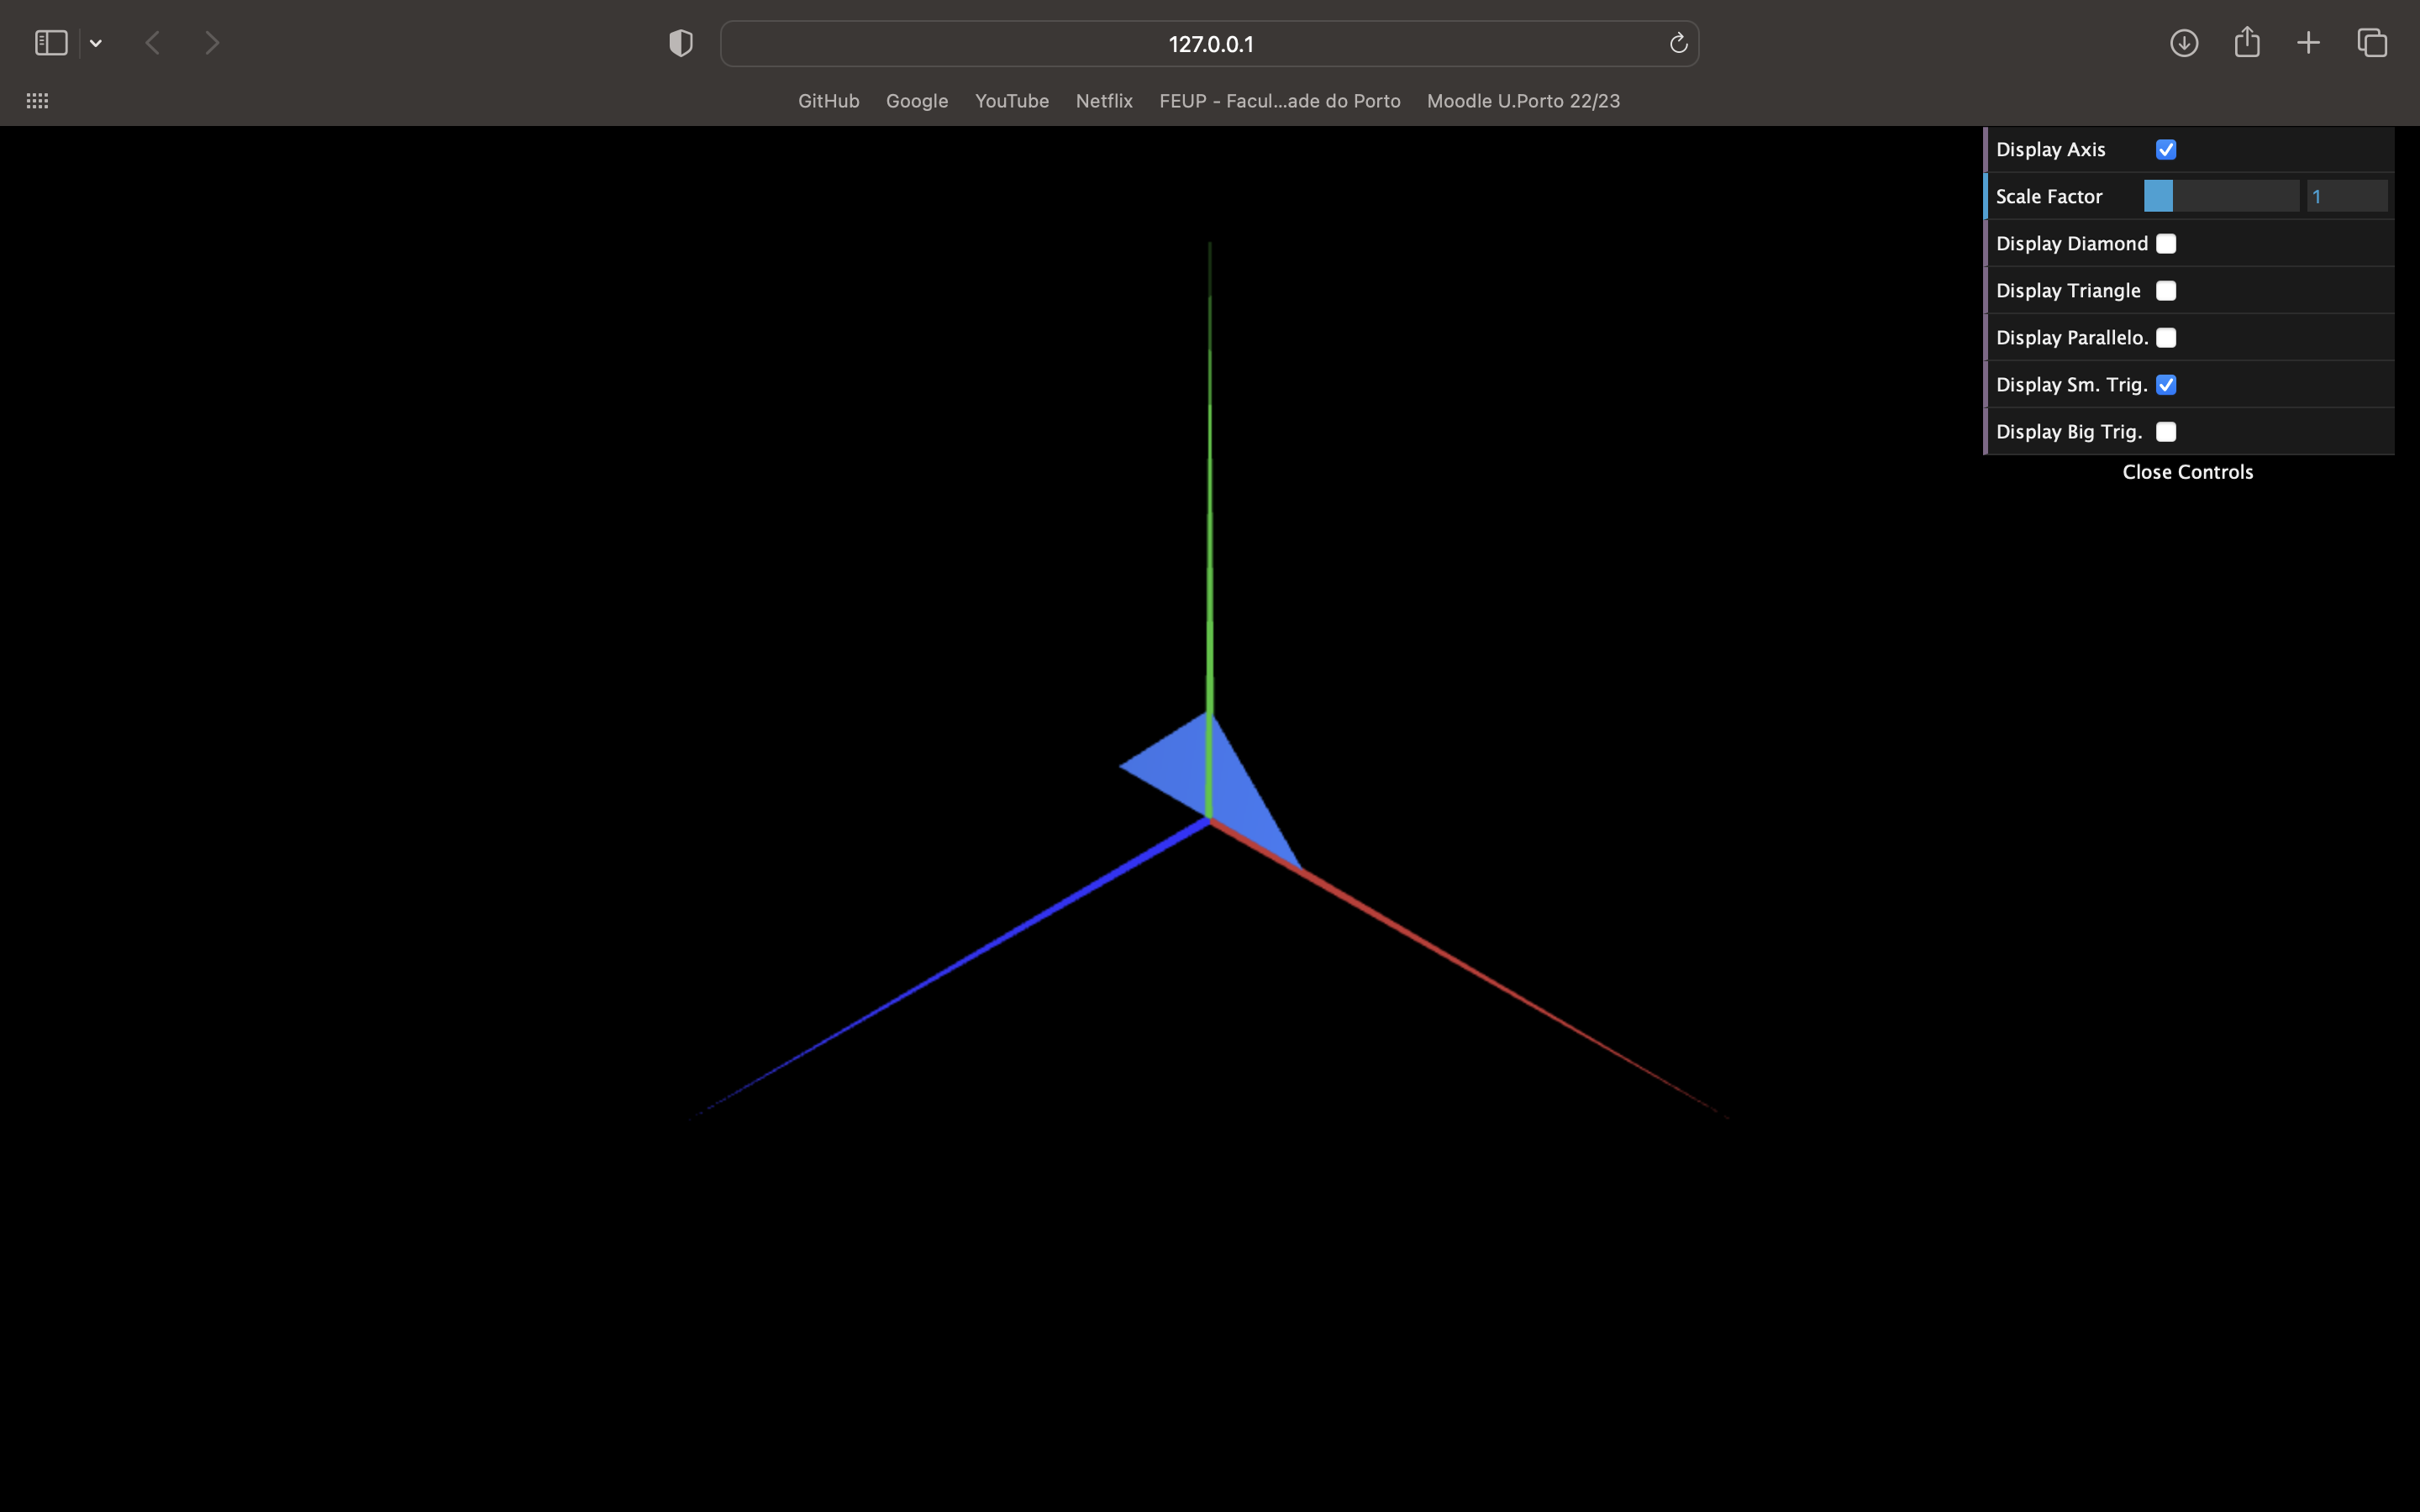 127.0.0.1
GitHub Google YouTube Netflix FEUP - Facul...ade do Porto Moodle U.Porto 22/23
Display Axis
Scale Factor 1
Display Diamond
Display Triangle
Display Parallelo.
Display Sm. Trig.
Display Big Trig.
Close Controls